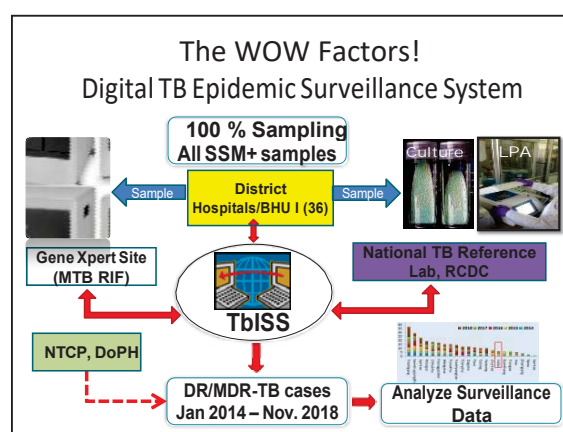 The WOW Factors!
Digital TB Epidemic Surveillance System
100 % Sampling
All SSM+ samples
Culture
LPA
Sample
District
Hospitals/BHU I (36)
Sample
Gene Xpert Site
(MTB RIF)
National TB Reference
Lab, RCDC
TbISS
NTCP, DoPH
DR/MDR-TB cases
Jan 2014 – Nov. 2018
Analyze Surveillance
Data